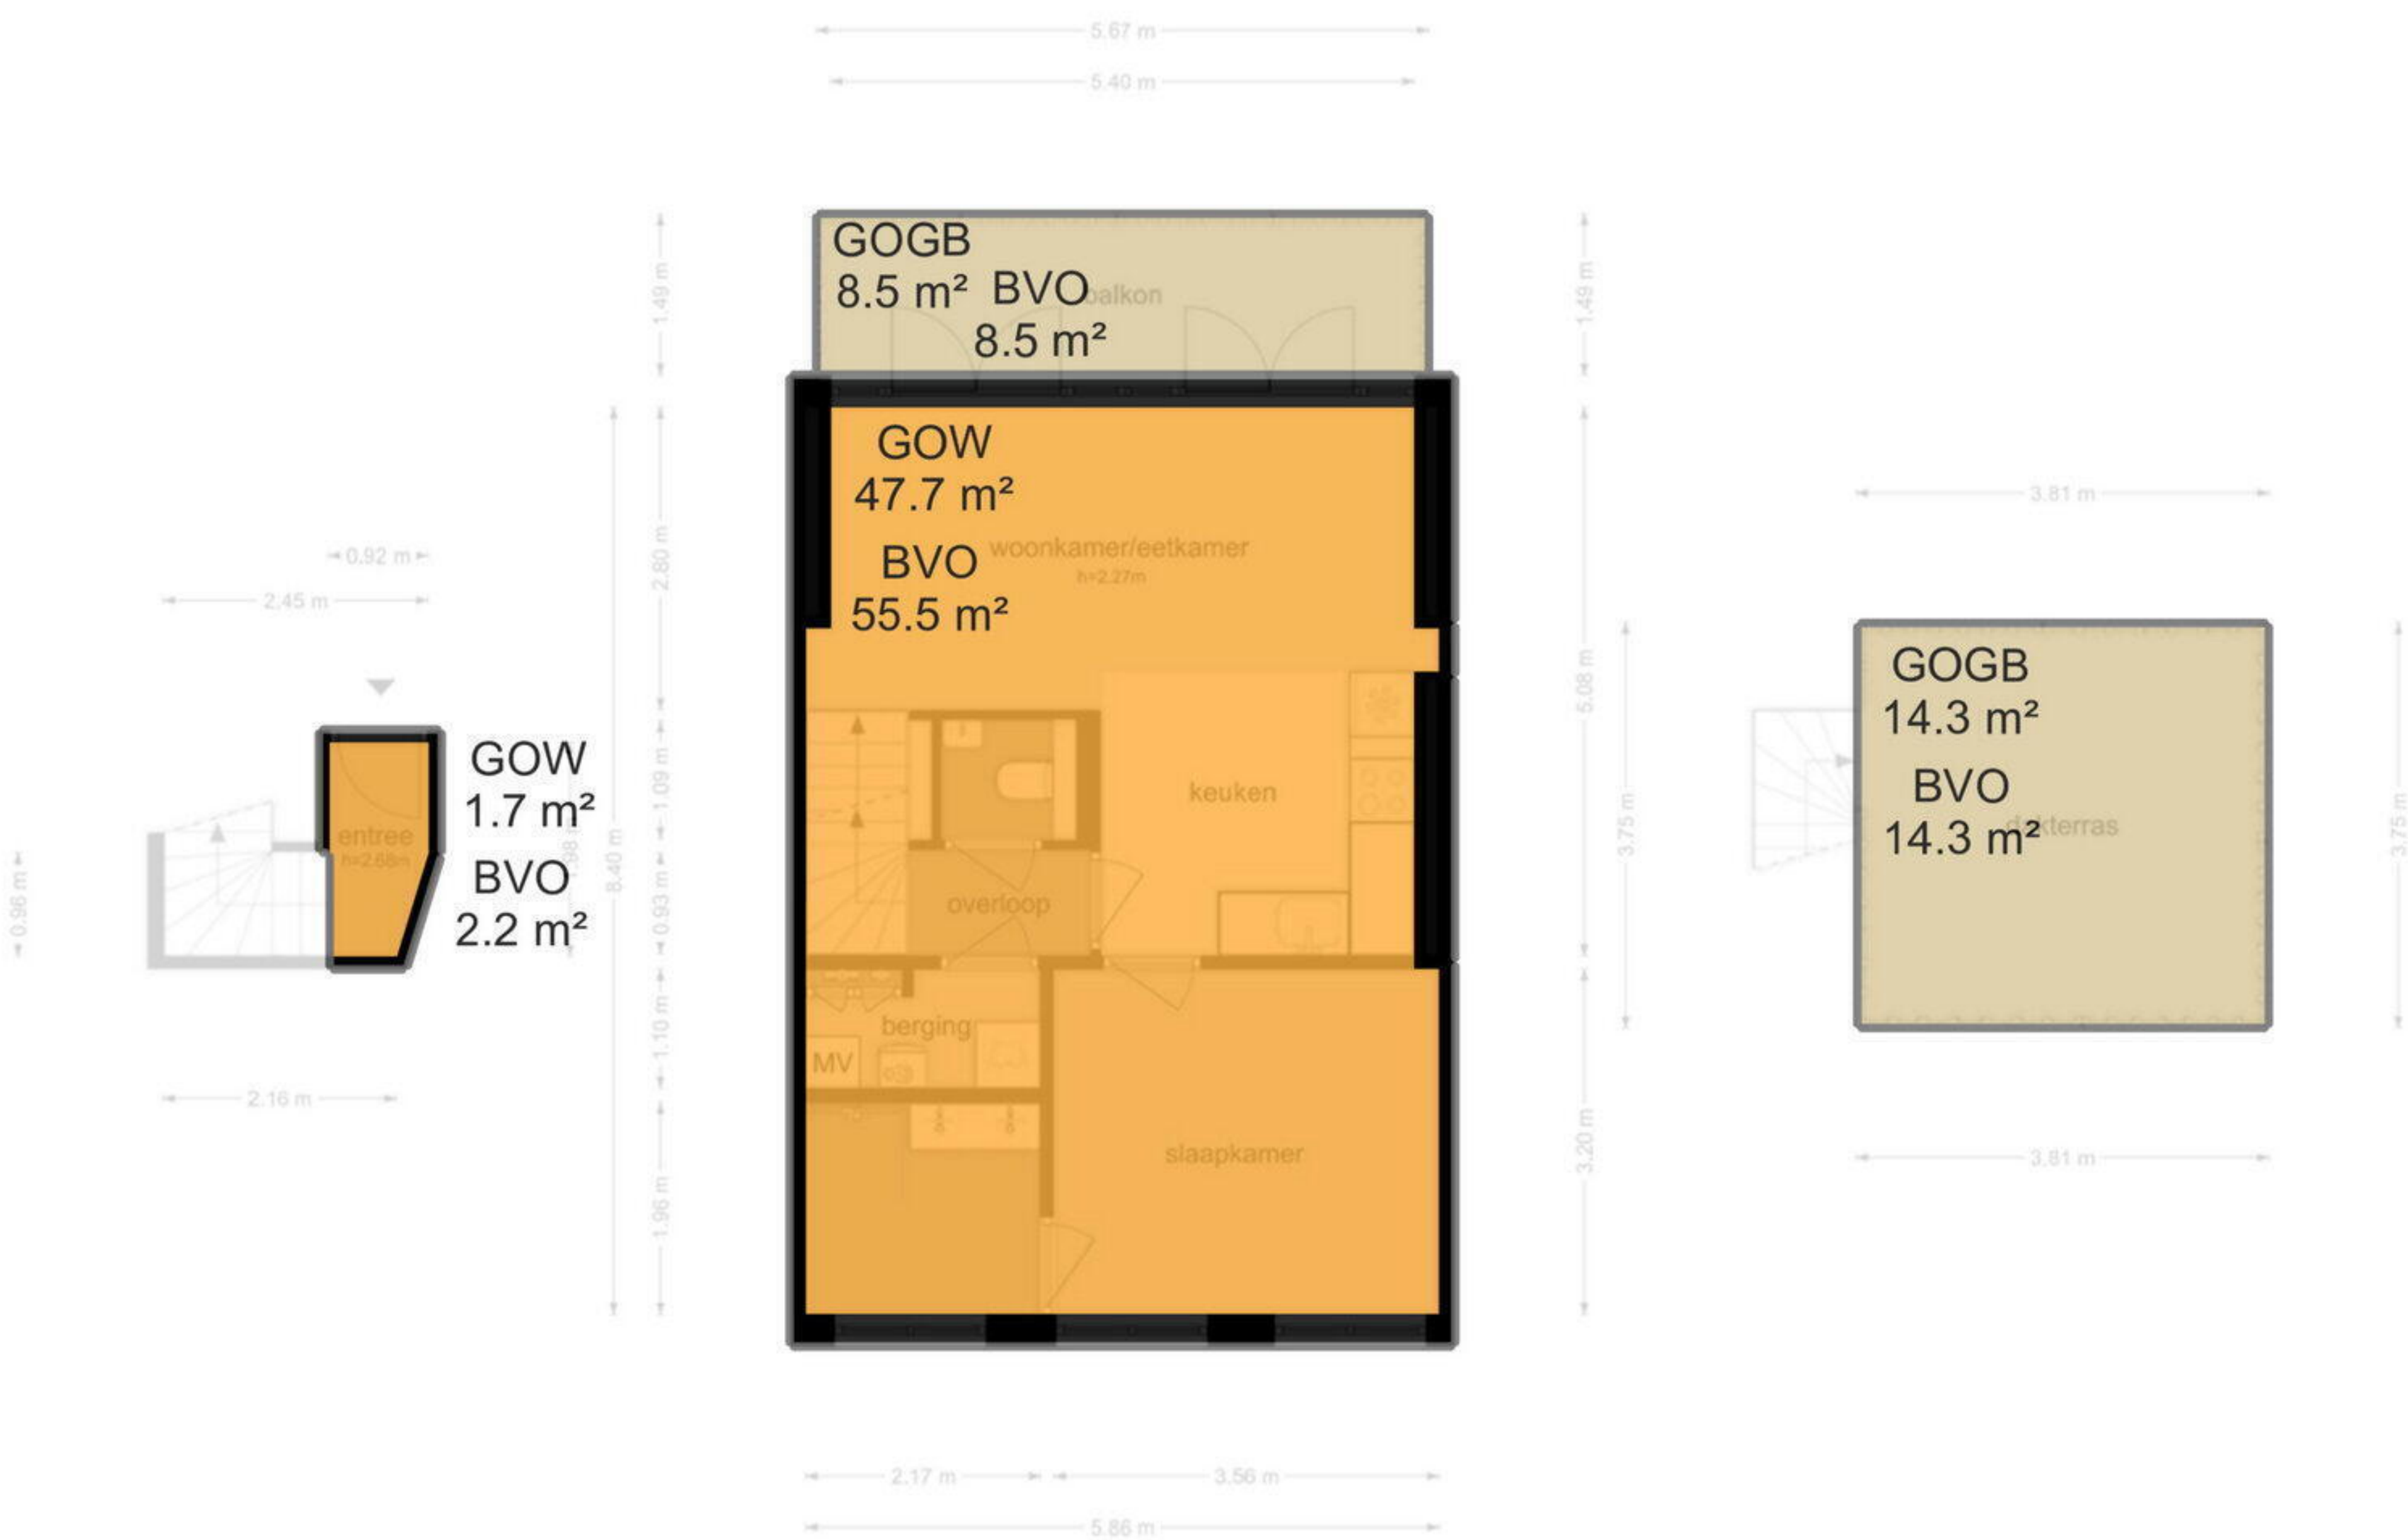 5.67 m
5.40 m
GOGB
8.5 m²
BVO
8.5 m²
balkon
1.49 m
1.49 m
GOW
47.7 m²
BVO
55.5 m²
woonkamer/eetkamer
h=2.27m
2.80 m
5.08 m
3.81 m
0.92 m
2.45 m
GOW
1.7 m²
BVO
2.2 m²
entree
h=2.68m
0.96 m
8.40 m
1.09 m
0.93 m
1.10 m
1.96 m
2.16 m
keuken
overloop
berging
MV
slaapkamer
3.20 m
3.75 m
GOGB
14.3 m²
BVO
14.3 m²
dakterras
3.75 m
3.81 m
2.17 m
3.56 m
5.86 m